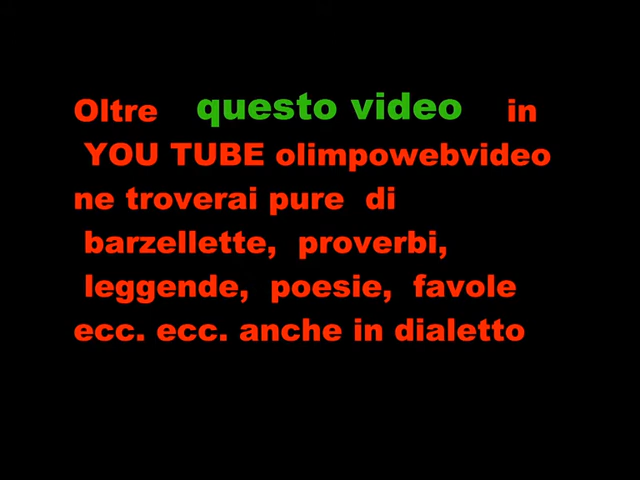 Oltre questo video in
YOU TUBE olimpowebvideo
ne troverai pure di
barzellette, proverbi,
leggende, poesie, favole
ecc. ecc. anche in dialetto